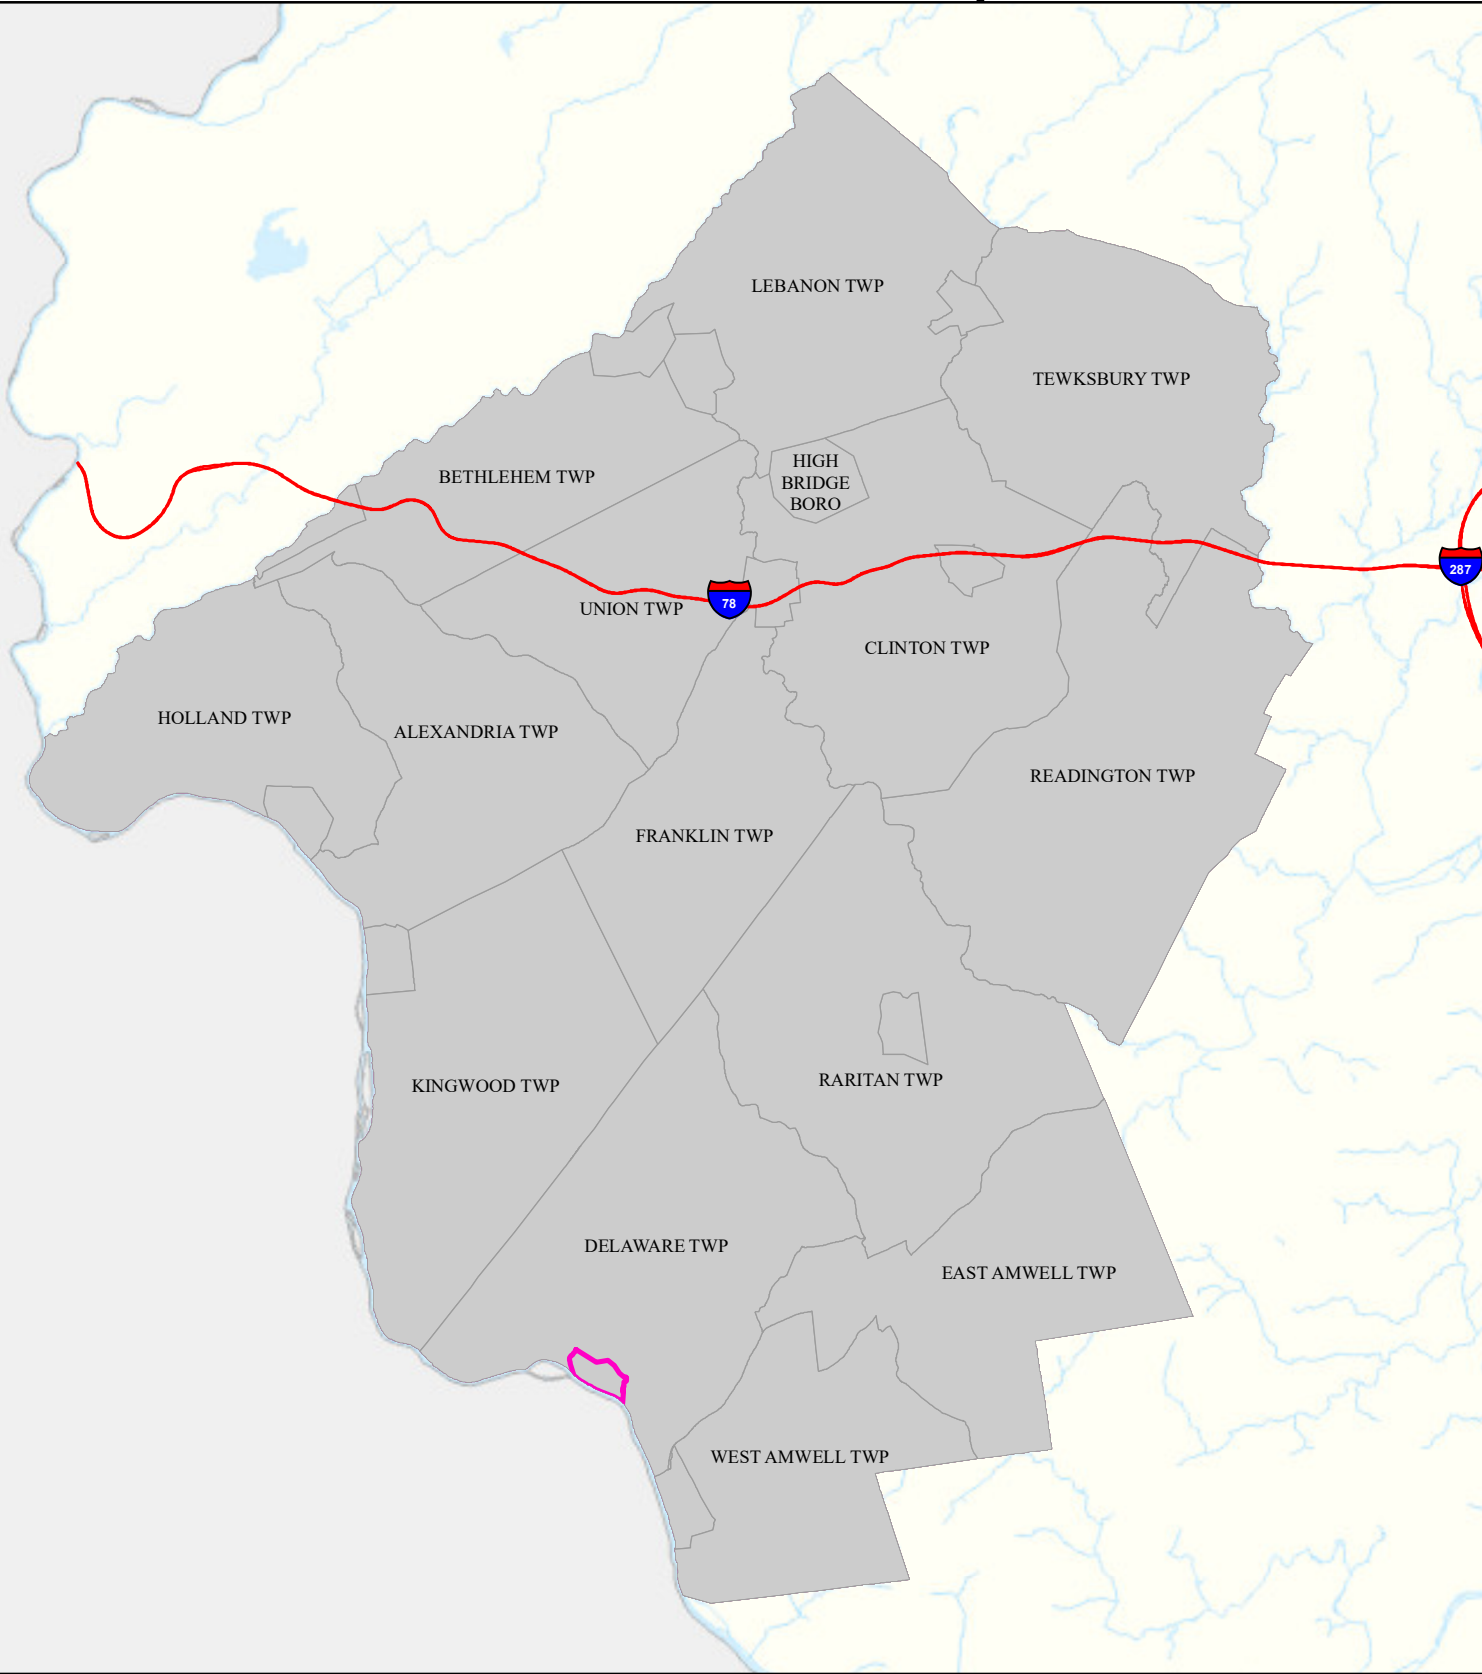 LEBANON TWP
TEWKSBURY TWP
HIGH
BRIDGE
BORO
BETHLEHEM TWP
287
78
UNION TWP
CLINTON TWP
HOLLAND TWP
ALEXANDRIA TWP
READINGTON TWP
FRANKLIN TWP
RARITAN TWP
KINGWOOD TWP
DELAWARE TWP
EAST AMWELL TWP
WEST AMWELL TWP